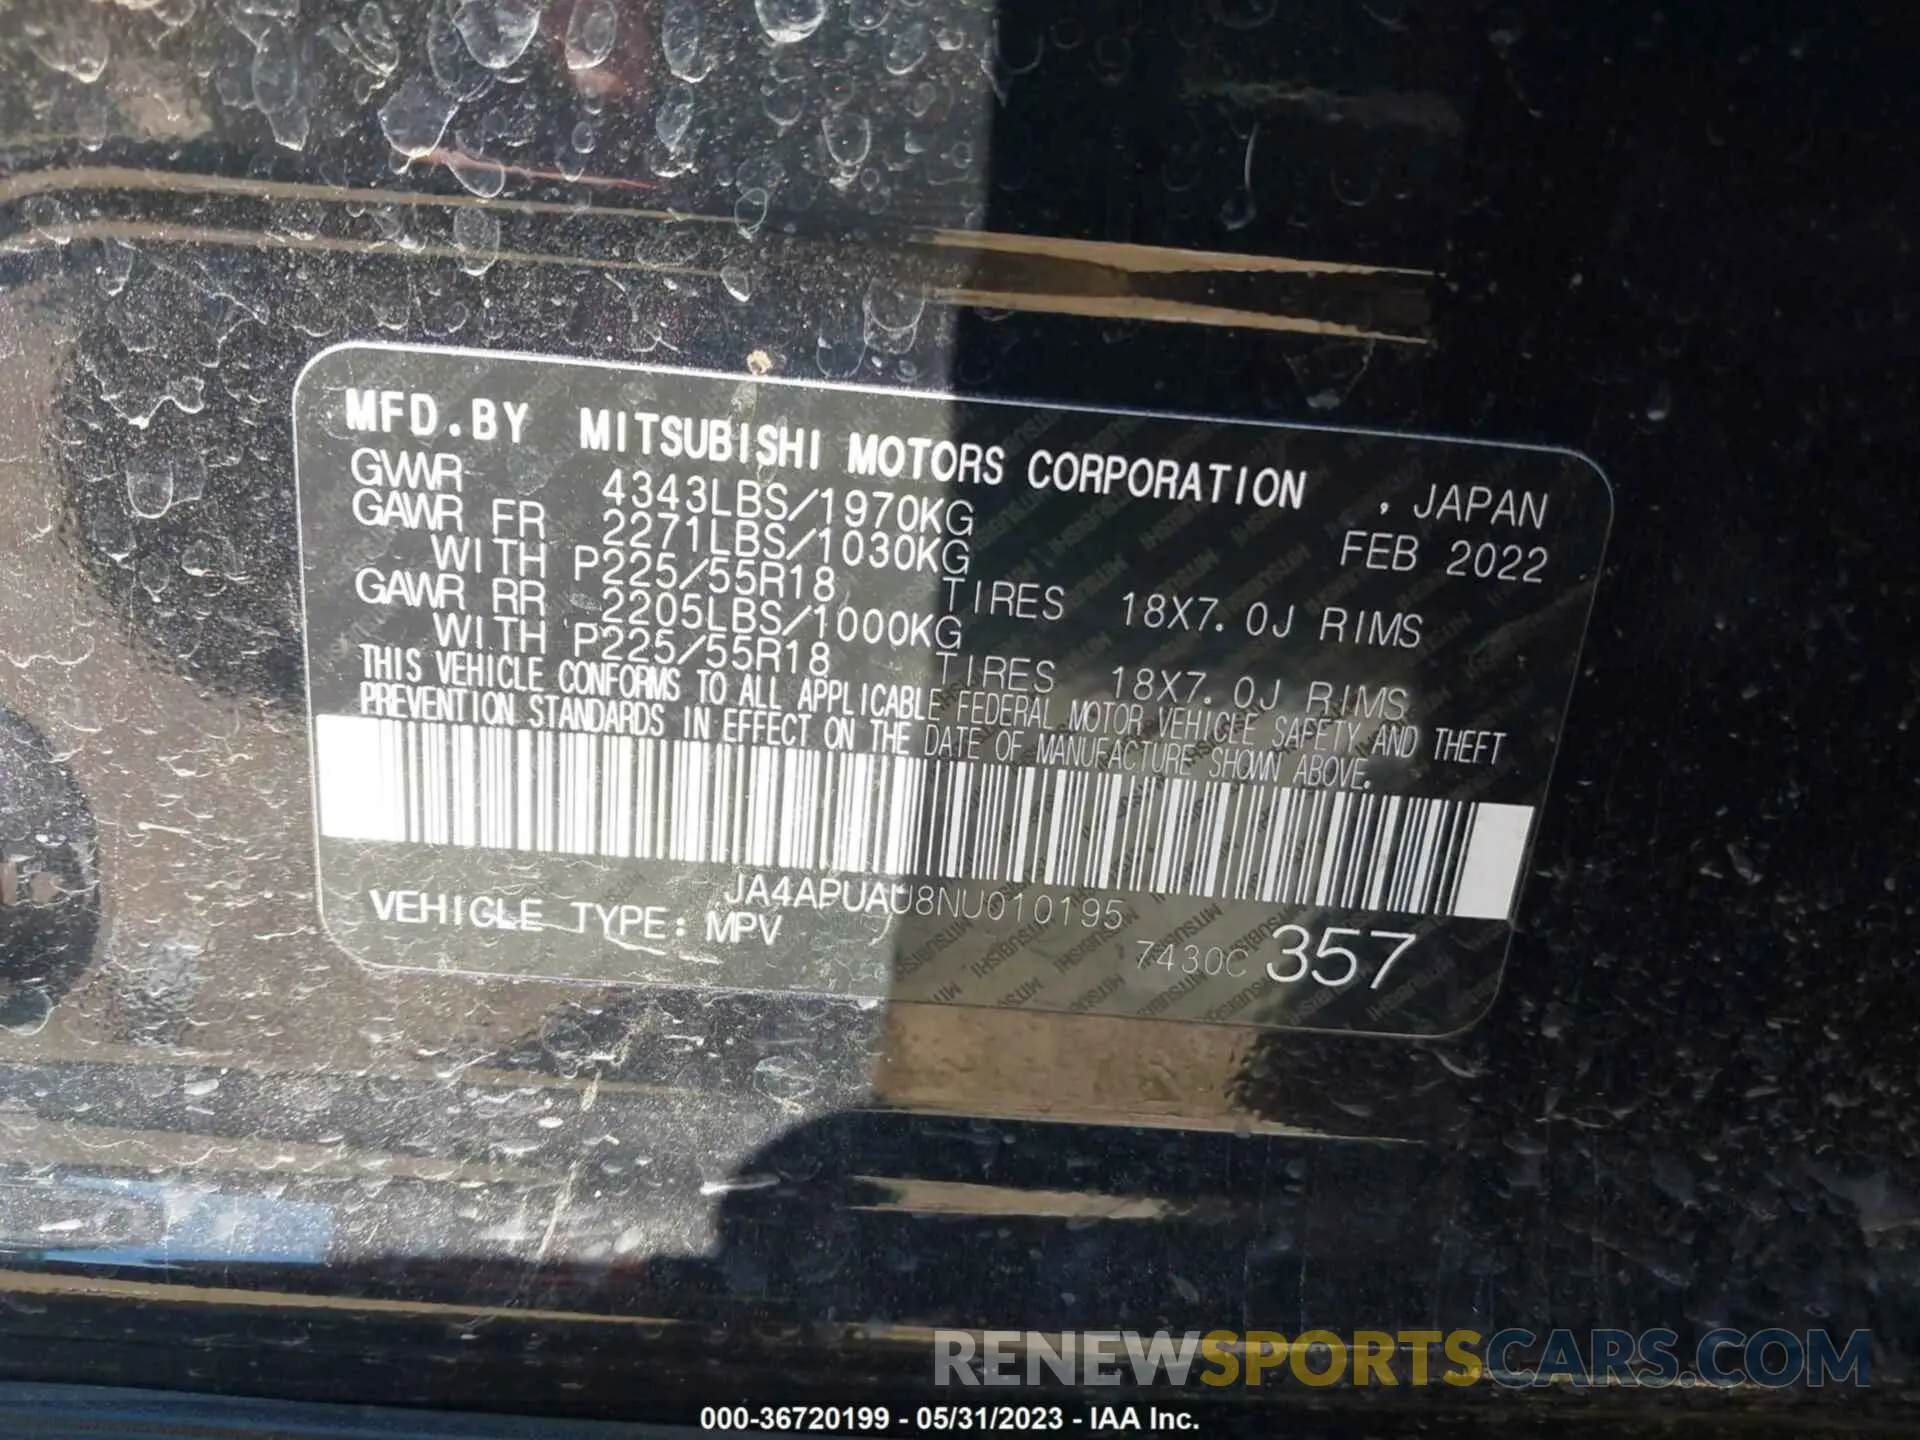 MFD.BY MITSUBISHI MOTORS CORPORATION , JAPAN
GVWR 4343LBS/1970KG FEB 2022
GAWR FR 2271LBS/1030KG
WITH P225/55R18 TIRES 18X7.0J RIMS
GAWR RR 2205LBS/1000KG
WITH P225/55R18 TIRES 18X7.0J RIMS
THIS VEHICLE CONFORMS TO ALL APPLICABLE FEDERAL MOTOR VEHICLE SAFETY AND THEFT
PREVENTION STANDARDS IN EFFECT ON THE DATE OF MANUFACTURE SHOWN ABOVE.
JA4APUAU8NU010195
VEHICLE TYPE: MPV
7430C 357
RENEWSPORTSCARS.COM
000-36720199 - 05/31/2023 - IAA Inc.